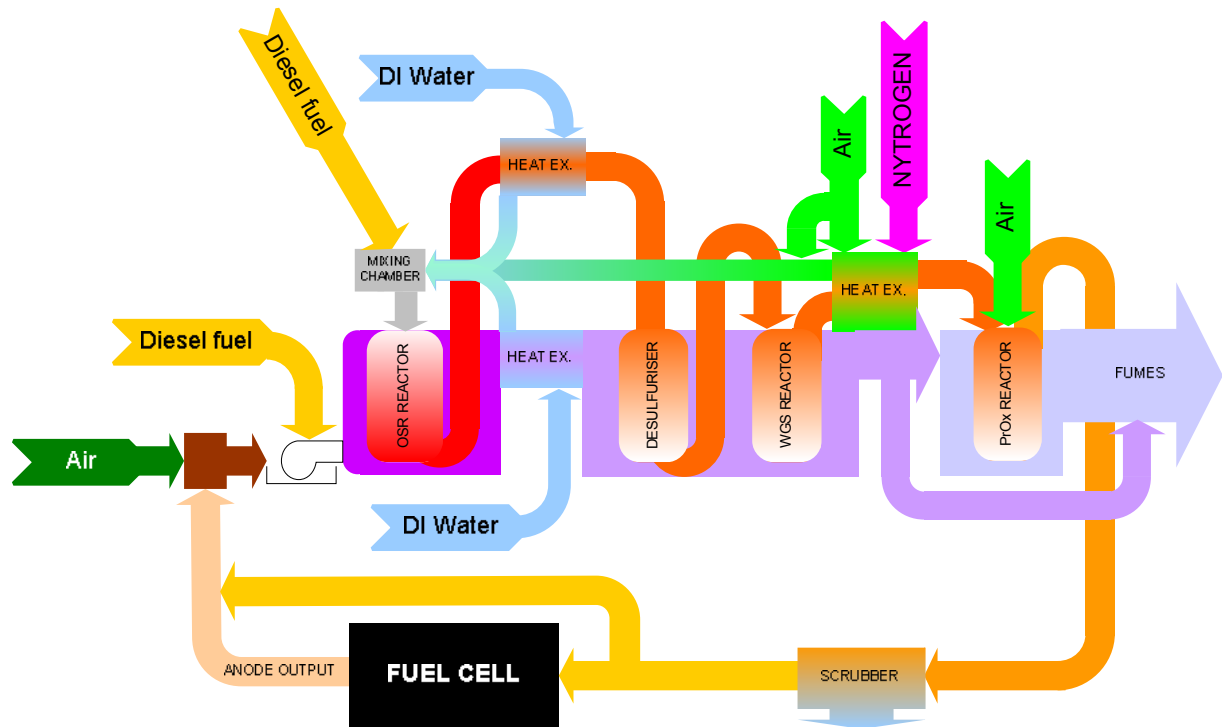 Diesel fuel
DI Water
Air
NYTROGEN
Air
HEAT EX.
MIXING
CHAMBER
HEAT EX.
Diesel fuel
OSR REACTOR
HEAT EX.
DESULFURISER
WGS REACTOR
PrOx REACTOR
FUMES
Air
DI Water
ANODE OUTPUT
FUEL CELL
SCRUBBER